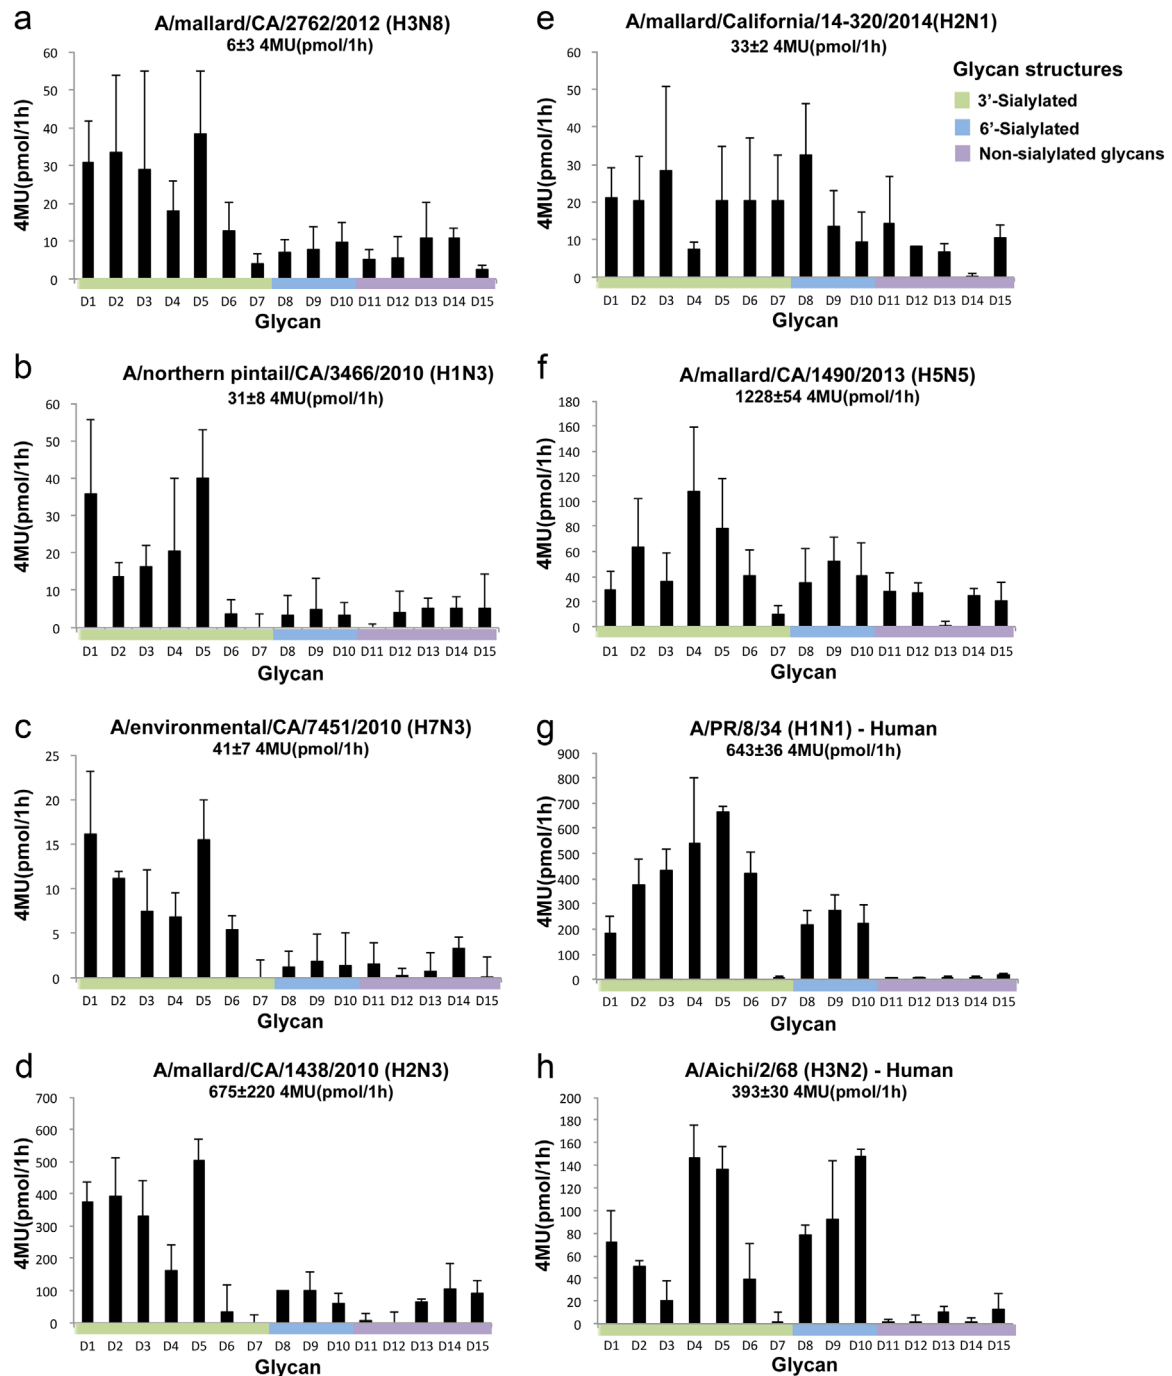 a
A/mallard/CA/2762/2012 (H3N8)
6±3 4MU(pmol/1h)
4MU(pmol/1h)
60
50
40
30
20
10
0
D1 D2 D3 D4 D5 D6 D7 D8 D9 D10 D11 D12 D13 D14 D15
Glycan
b
A/northern pintail/CA/3466/2010 (H1N3)
31±8 4MU(pmol/1h)
4MU(pmol/1h)
60
50
40
30
20
10
0
D1 D2 D3 D4 D5 D6 D7 D8 D9 D10 D11 D12 D13 D14 D15
Glycan
c
A/environmental/CA/7451/2010 (H7N3)
41±7 4MU(pmol/1h)
4MU(pmol/1h)
25
20
15
10
5
0
D1 D2 D3 D4 D5 D6 D7 D8 D9 D10 D11 D12 D13 D14 D15
Glycan
d
A/mallard/CA/1438/2010 (H2N3)
675±220 4MU(pmol/1h)
4MU(pmol/1h)
700
600
500
400
300
200
100
0
D1 D2 D3 D4 D5 D6 D7 D8 D9 D10 D11 D12 D13 D14 D15
Glycan
e
A/mallard/California/14-320/2014(H2N1)
33±2 4MU(pmol/1h)
4MU(pmol/1h)
60
50
40
30
20
10
0
D1 D2 D3 D4 D5 D6 D7 D8 D9 D10 D11 D12 D13 D14 D15
Glycan
Glycan structures
3’-Sialylated
6’-Sialylated
Non-sialylated glycans
f
A/mallard/CA/1490/2013 (H5N5)
1228±54 4MU(pmol/1h)
4MU(pmol/1h)
180
160
140
120
100
80
60
40
20
0
D1 D2 D3 D4 D5 D6 D7 D8 D9 D10 D11 D12 D13 D14 D15
Glycan
g
A/PR/8/34 (H1N1) - Human
643±36 4MU(pmol/1h)
4MU(pmol/1h)
900
800
700
600
500
400
300
200
100
0
D1 D2 D3 D4 D5 D6 D7 D8 D9 D10 D11 D12 D13 D14 D15
Glycan
h
A/Aichi/2/68 (H3N2) - Human
393±30 4MU(pmol/1h)
4MU(pmol/1h)
200
180
160
140
120
100
80
60
40
20
0
D1 D2 D3 D4 D5 D6 D7 D8 D9 D10 D11 D12 D13 D14 D15
Glycan